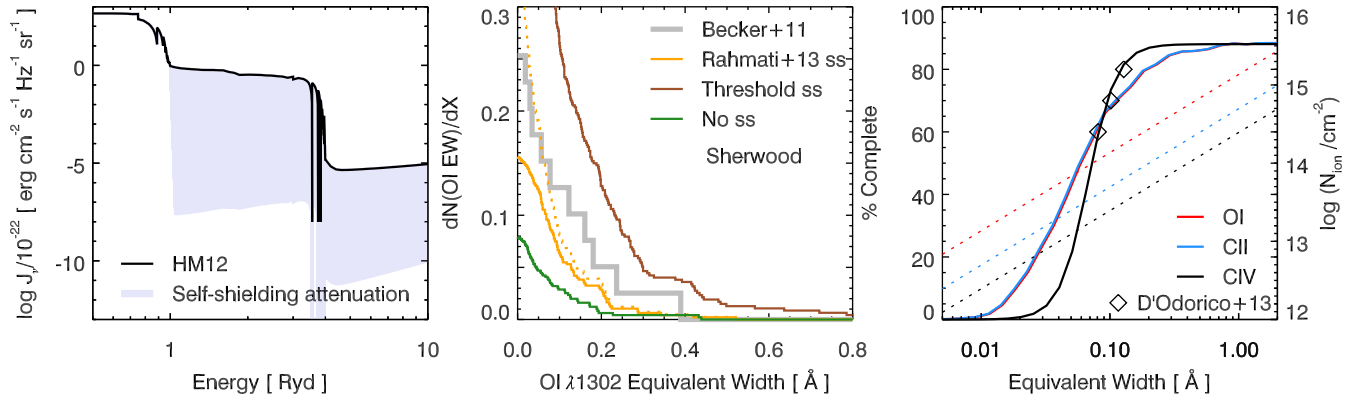 log Jν/10⁻²² [ erg cm⁻² s⁻¹ Hz⁻¹ sr⁻¹ ]
0
-5
-10
HM12
Self-shielding attenuation
1
10
Energy [ Ryd ]
dN(OI EW)/dX
0.3
0.2
0.1
0.0
Becker+11
Rahmati+13 ss
Threshold ss
No ss
Sherwood
0.0
0.2
0.4
0.6
0.8
OI λ1302 Equivalent Width [ Å ]
% Complete
100
80
60
40
20
0
OI
CII
CIV
D'Odorico+13
0.01
0.10
1.00
Equivalent Width [ Å ]
16
15
14
13
12
log (Nion /cm⁻²)